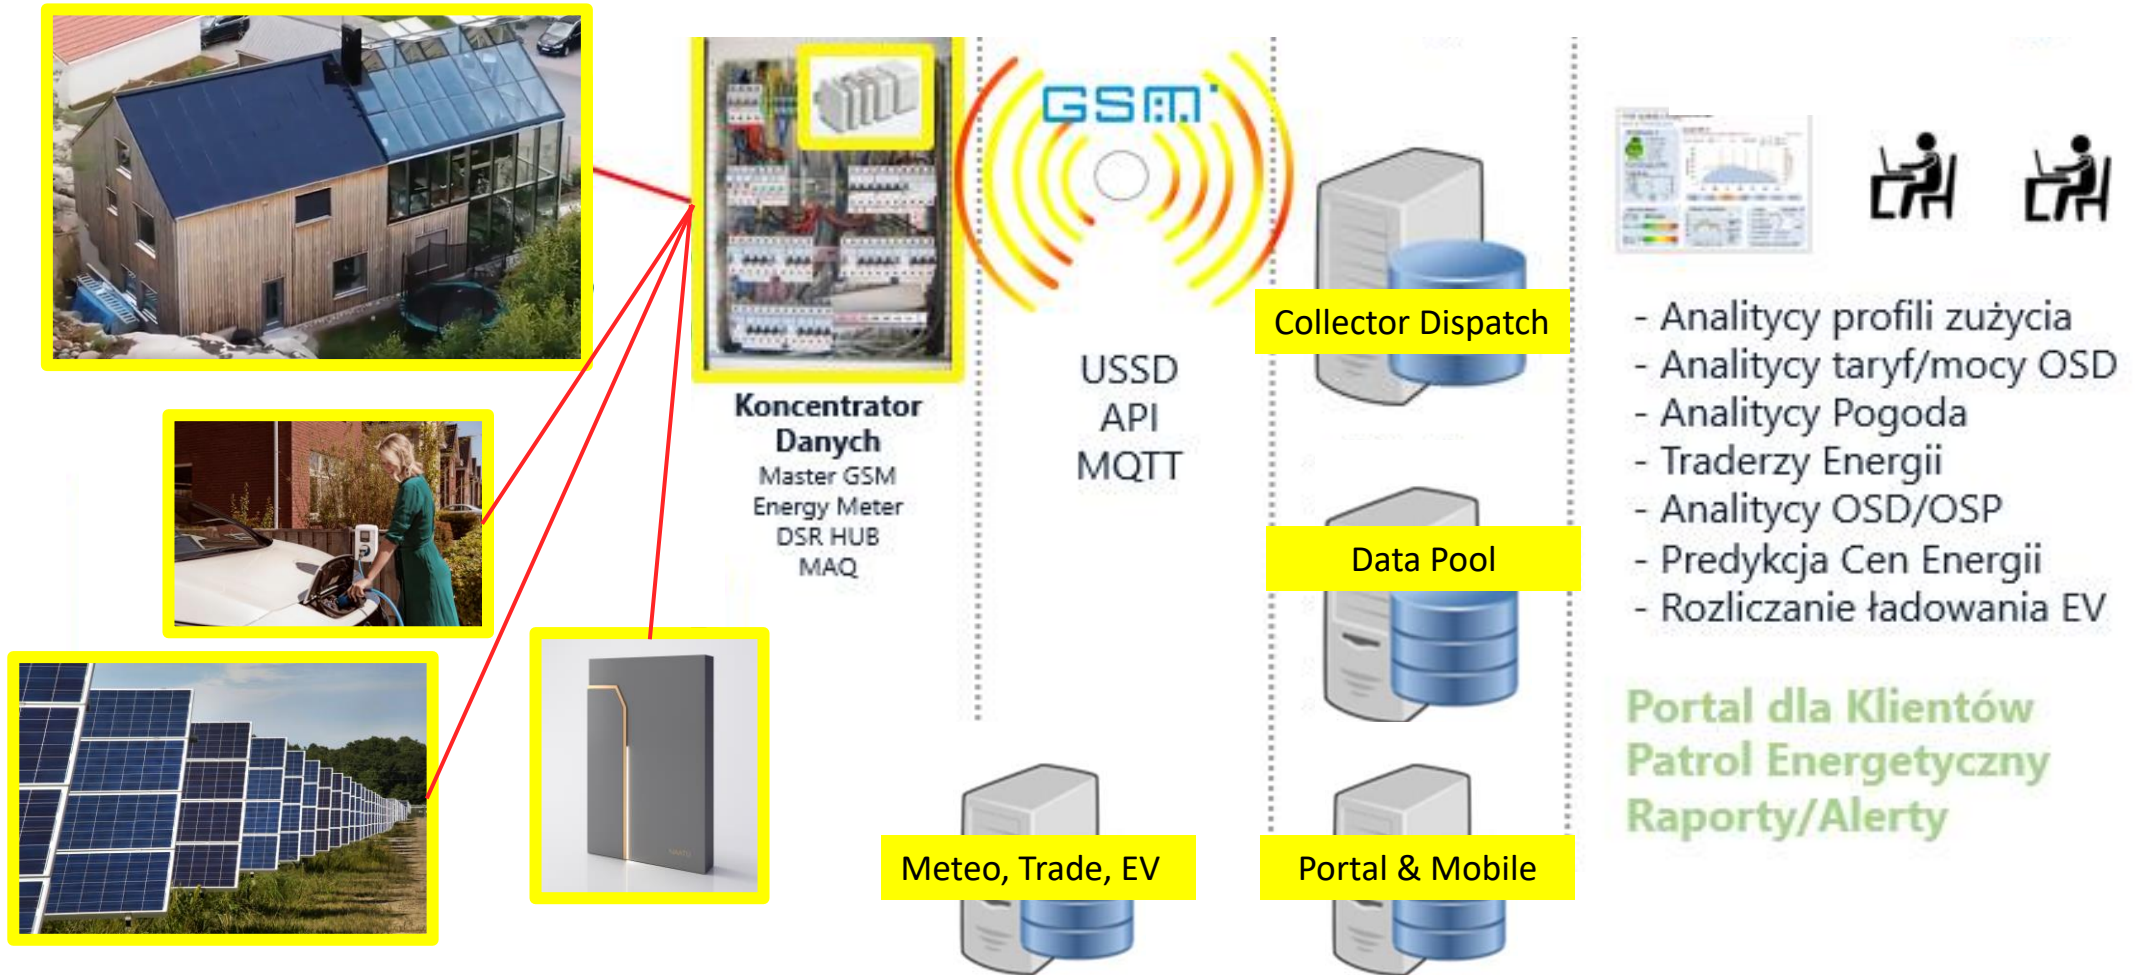 GSM
Koncentrator
Danych
Master GSM
Energy Meter
DSR HUB
MAQ
USSD
API
MQTT
Collector Dispatch
Data Pool
Meteo, Trade, EV
Portal & Mobile
- Analitycy profili zużycia
- Analitycy taryf/mocy OSD
- Analitycy Pogoda
- Traderzy Energii
- Analitycy OSD/OSP
- Predykcja Cen Energii
- Rozliczanie ładowania EV
Portal dla Klientów
Patrol Energetyczny
Raporty/Alerty